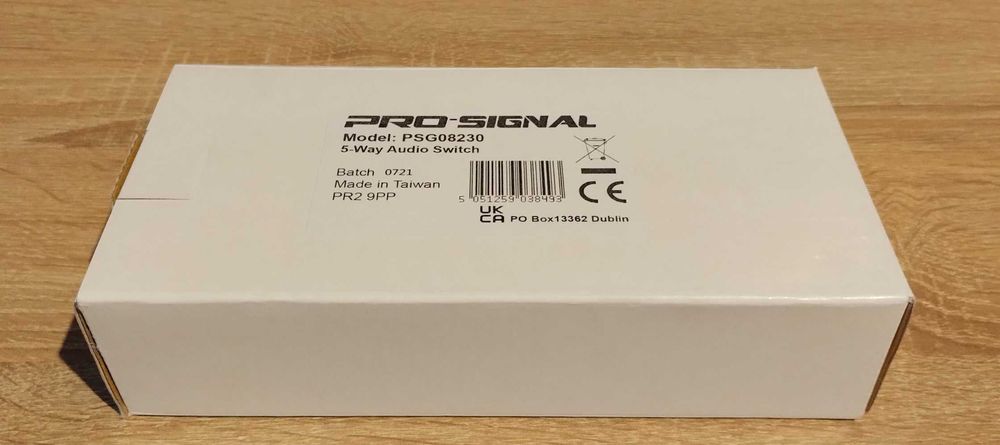 PRO-SIGNAL
Model: PSG08230
5-Way Audio Switch
Batch 0721
Made in Taiwan
PR2 9PP
5 051259 038493
CE
UK
CA
PO Box13362 Dublin